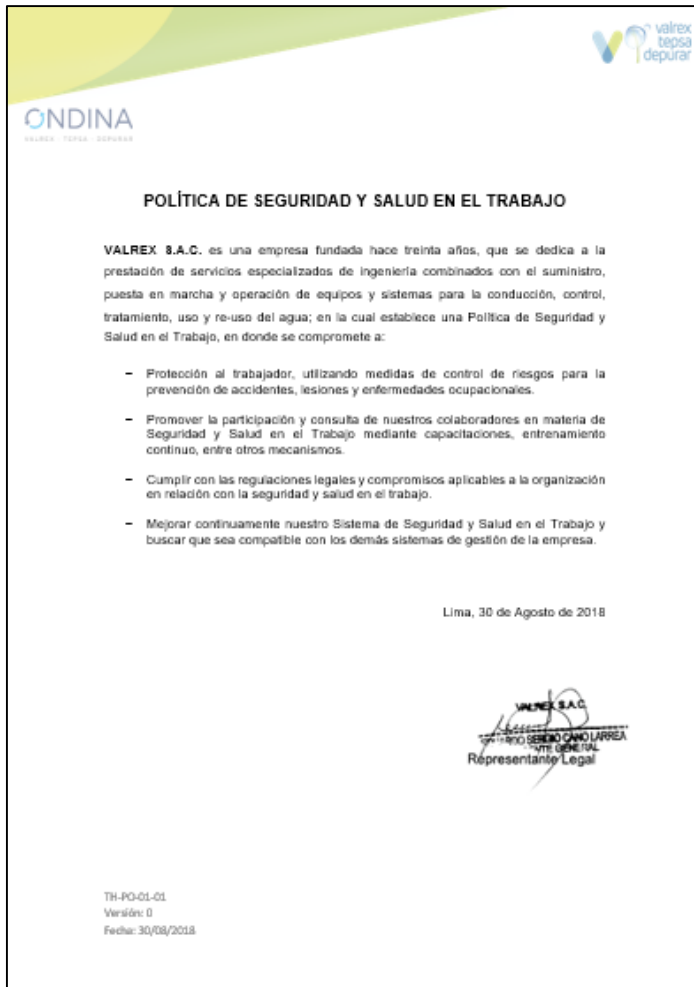 valrex
tepsa
depurar
ONDINA
VALREX · TEPSA · DEPURAR
POLÍTICA DE SEGURIDAD Y SALUD EN EL TRABAJO
VALREX S.A.C. es una empresa fundada hace treinta años, que se dedica a la
prestación de servicios especializados de ingeniería combinados con el suministro,
puesta en marcha y operación de equipos y sistemas para la conducción, control,
tratamiento, uso y re-uso del agua; en la cual establece una Política de Seguridad y
Salud en el Trabajo, en donde se compromete a:
– Protección al trabajador, utilizando medidas de control de riesgos para la
prevención de accidentes, lesiones y enfermedades ocupacionales.
– Promover la participación y consulta de nuestros colaboradores en materia de
Seguridad y Salud en el Trabajo mediante capacitaciones, entrenamiento
continuo, entre otros mecanismos.
– Cumplir con las regulaciones legales y compromisos aplicables a la organización
en relación con la seguridad y salud en el trabajo.
– Mejorar continuamente nuestro Sistema de Seguridad y Salud en el Trabajo y
buscar que sea compatible con los demás sistemas de gestión de la empresa.
Lima, 30 de Agosto de 2018
VALREX S.A.C.
SERGIO CANO LARREA
GENERAL
Representante Legal
TH-PO-01-01
Versión: 0
Fecha: 30/08/2018